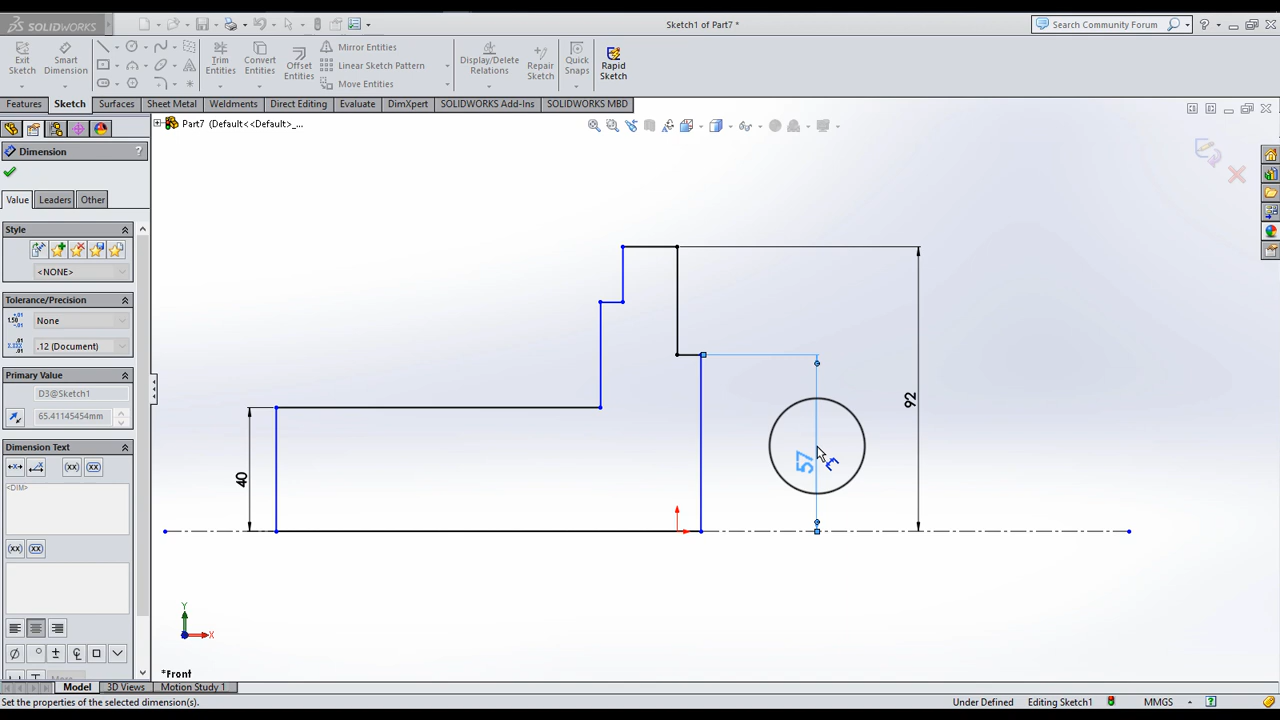 SOLIDWORKS
Sketch1 of Part7 *
Search Community Forum
Exit Sketch
Smart Dimension
Trim Entities
Convert Entities
Offset Entities
Mirror Entities
Linear Sketch Pattern
Move Entities
Display/Delete Relations
Repair Sketch
Quick Snaps
Rapid Sketch
Features
Sketch
Surfaces
Sheet Metal
Weldments
Direct Editing
Evaluate
DimXpert
SOLIDWORKS Add-Ins
SOLIDWORKS MBD
Part7 (Default<<Default>_...
Dimension
?
Value
Leaders
Other
Style
<NONE>
Tolerance/Precision
None
.12 (Document)
Primary Value
D3@Sketch1
65.41145454mm
Dimension Text
<DIM>
40
57
92
Y
X
*Front
Model
3D Views
Motion Study 1
Set the properties of the selected dimension(s).
Under Defined
Editing Sketch1
MMGS